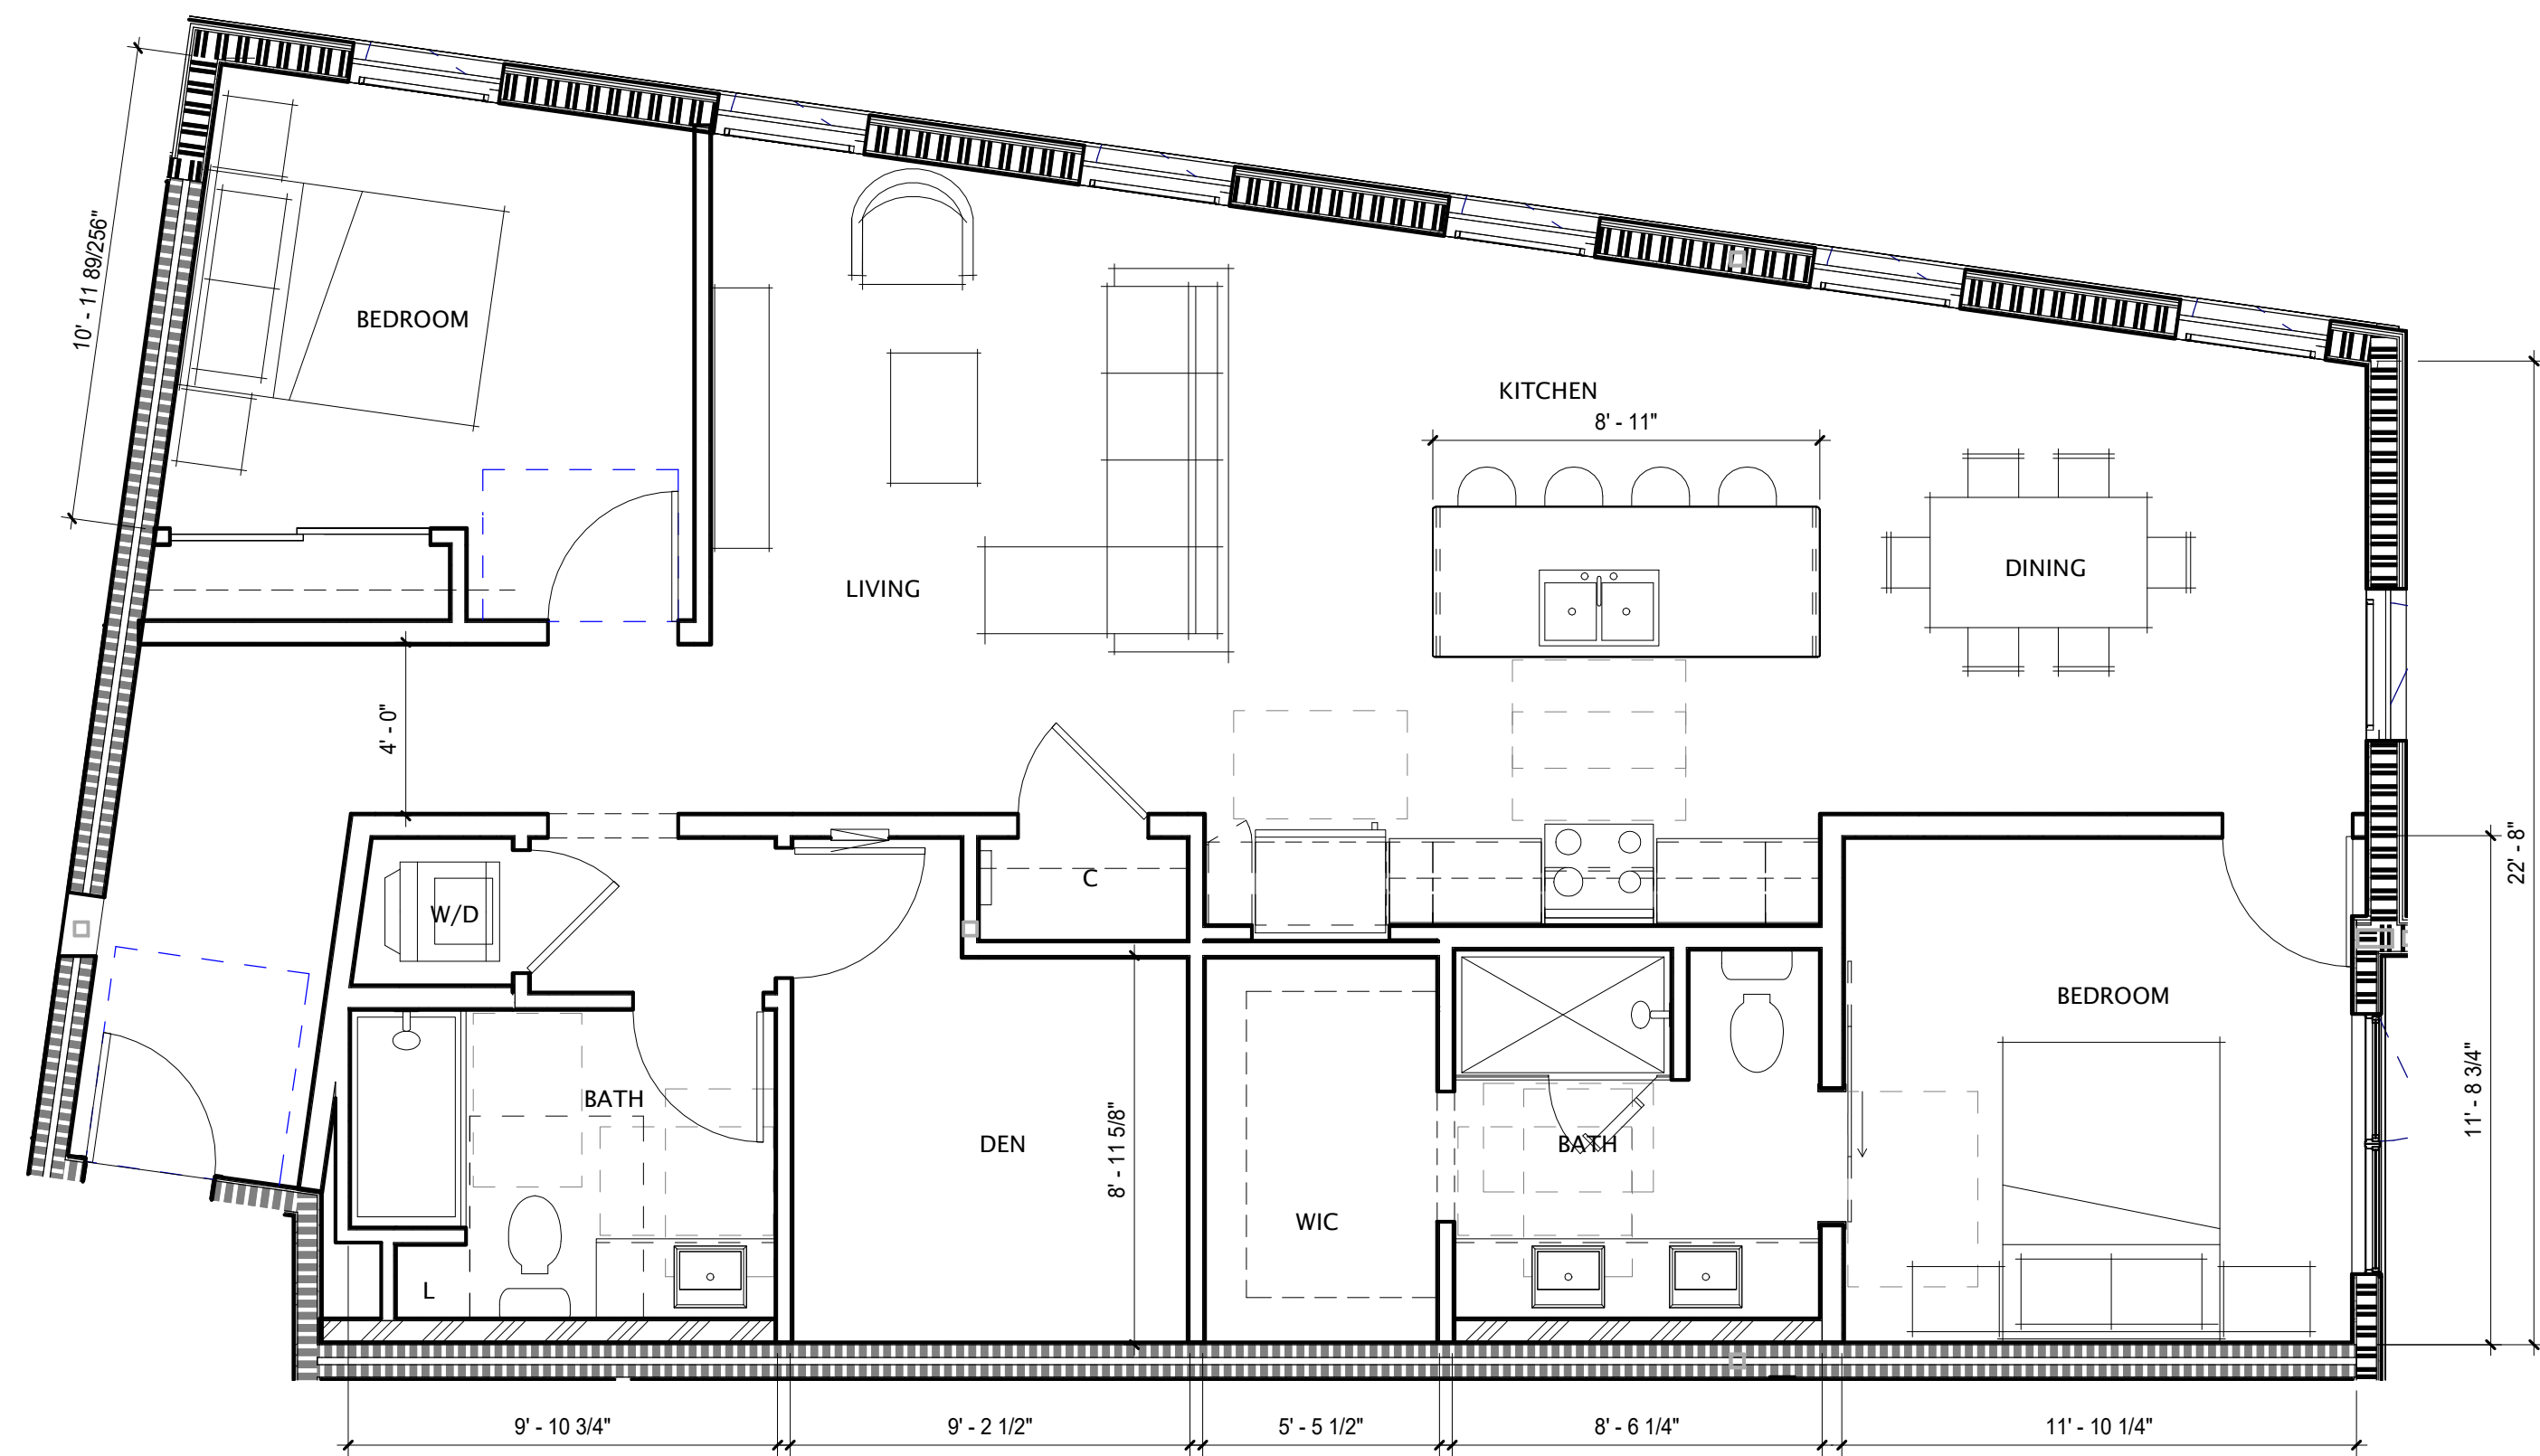 10' - 11 89/256"
BEDROOM
KITCHEN
8' - 11"
LIVING
DINING
4' - 0"
22' - 8"
W/D
C
BEDROOM
11' - 8 3/4"
BATH
DEN
8' - 11 5/8"
BATH
WIC
L
9' - 10 3/4"
9' - 2 1/2"
5' - 5 1/2"
8' - 6 1/4"
11' - 10 1/4"